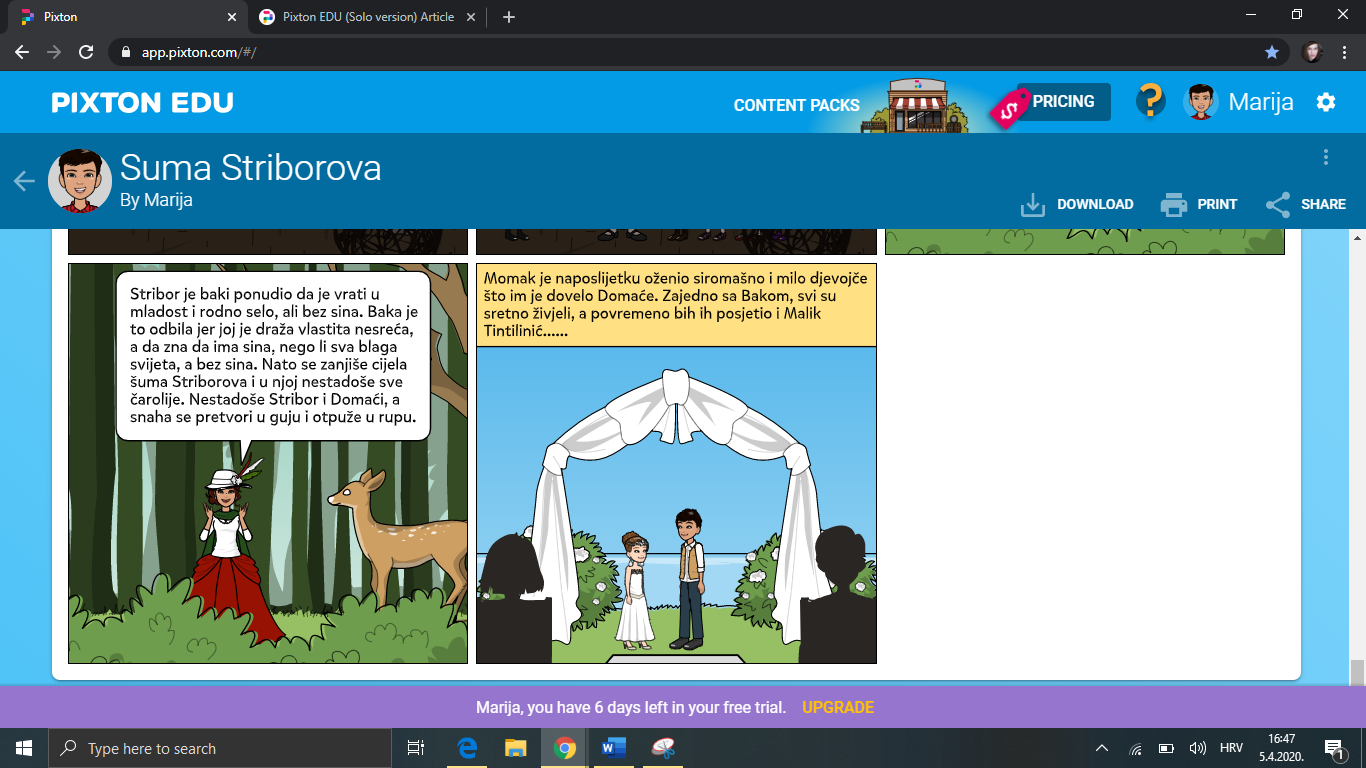 Pixton
Pixton EDU (Solo version) Article
app.pixton.com/#/
PIXTON EDU
CONTENT PACKS
PRICING
Marija
Suma Striborova
By Marija
DOWNLOAD
PRINT
SHARE
Stribor je baki ponudio da je vrati u
mladost i rodno selo, ali bez sina. Baka je
to odbila jer joj je draža vlastita nesreća,
a da zna da ima sina, nego li sva blaga
svijeta, a bez sina. Nato se zanjiše cijela
šuma Striborova i u njoj nestadoše sve
čarolije. Nestadoše Stribor i Domaći, a
snaha se pretvori u guju i otpuže u rupu.
Momak je naposlijetku oženio siromašno i milo djevojče
što im je dovelo Domaće. Zajedno sa Bakom, svi su
sretno živjeli, a povremeno bih ih posjetio i Malik
Tintilinić......
Marija, you have 6 days left in your free trial. UPGRADE
Type here to search
HRV
16:47
5.4.2020.
1